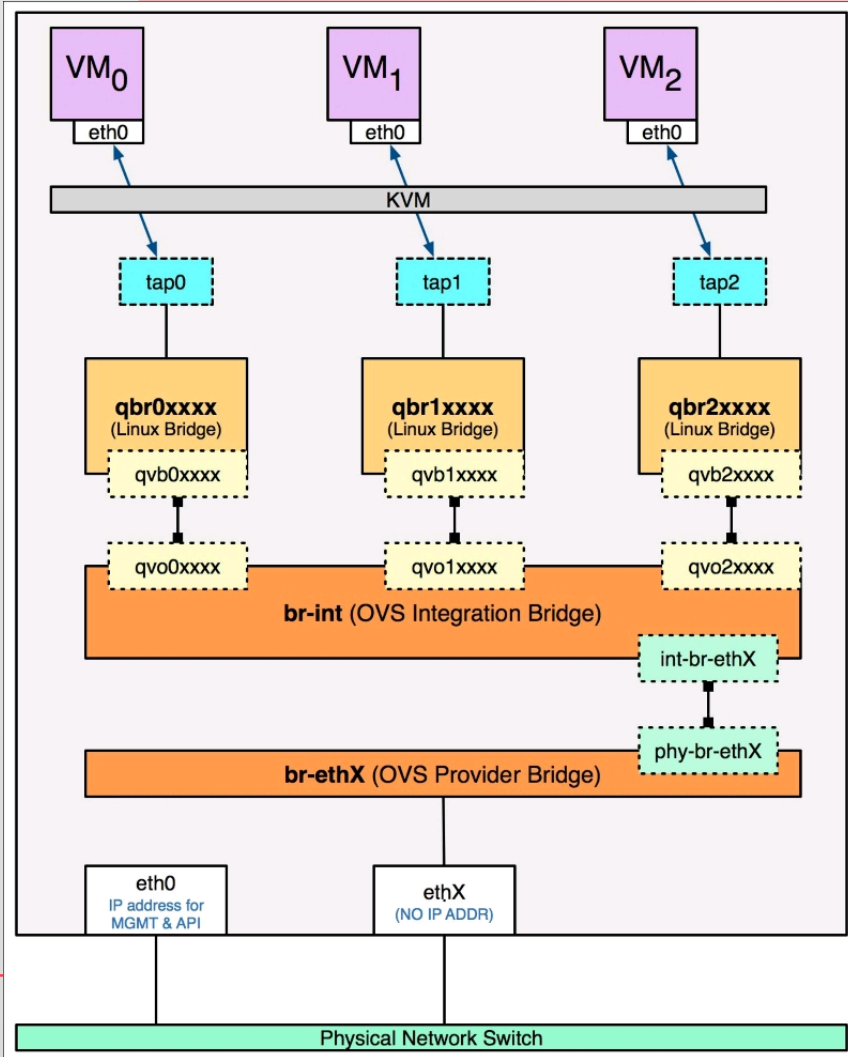 VM0 VM1 VM2
eth0 eth0 eth0
KVM
tap0 tap1 tap2
qbr0xxxx qbr1xxxx qbr2xxxx
(Linux Bridge) (Linux Bridge) (Linux Bridge)
qvb0xxxx qvb1xxxx qvb2xxxx
qvo0xxxx qvo1xxxx qvo2xxxx
br-int (OVS Integration Bridge)
int-br-ethX
phy-br-ethX
br-ethX (OVS Provider Bridge)
eth0
IP address for
MGMT & API
ethX
(NO IP ADDR)
Physical Network Switch